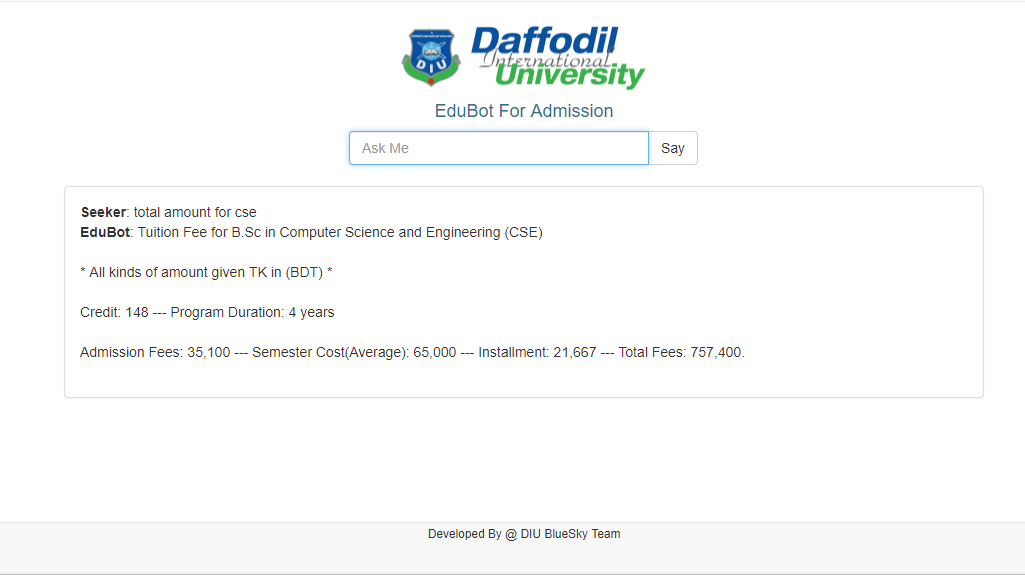 DIU
Daffodil
International
University
EduBot For Admission
Ask Me
Say
Seeker: total amount for cse
EduBot: Tuition Fee for B.Sc in Computer Science and Engineering (CSE)
* All kinds of amount given TK in (BDT) *
Credit: 148 --- Program Duration: 4 years
Admission Fees: 35,100 --- Semester Cost(Average): 65,000 --- Installment: 21,667 --- Total Fees: 757,400.
Developed By @ DIU BlueSky Team